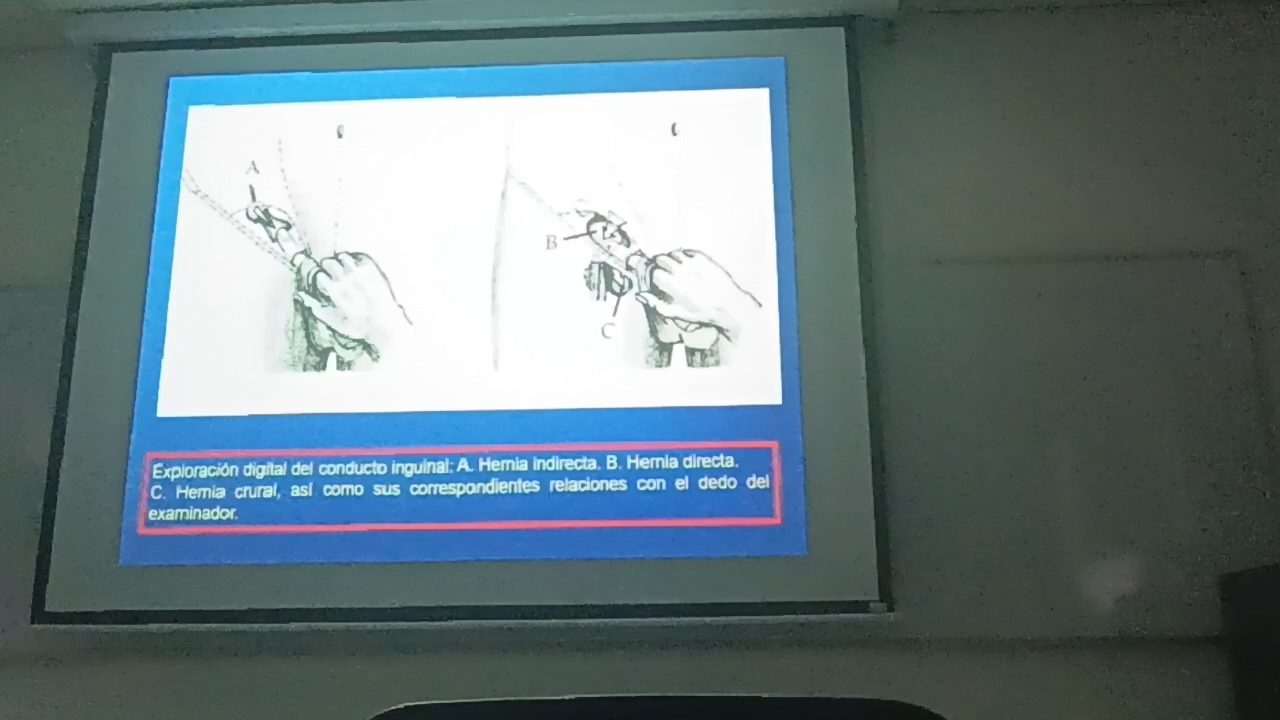 A
B
C
Exploración digital del conducto inguinal: A. Hernia indirecta. B. Hernia directa.
C. Hernia crural, así como sus correspondientes relaciones con el dedo del
examinador.